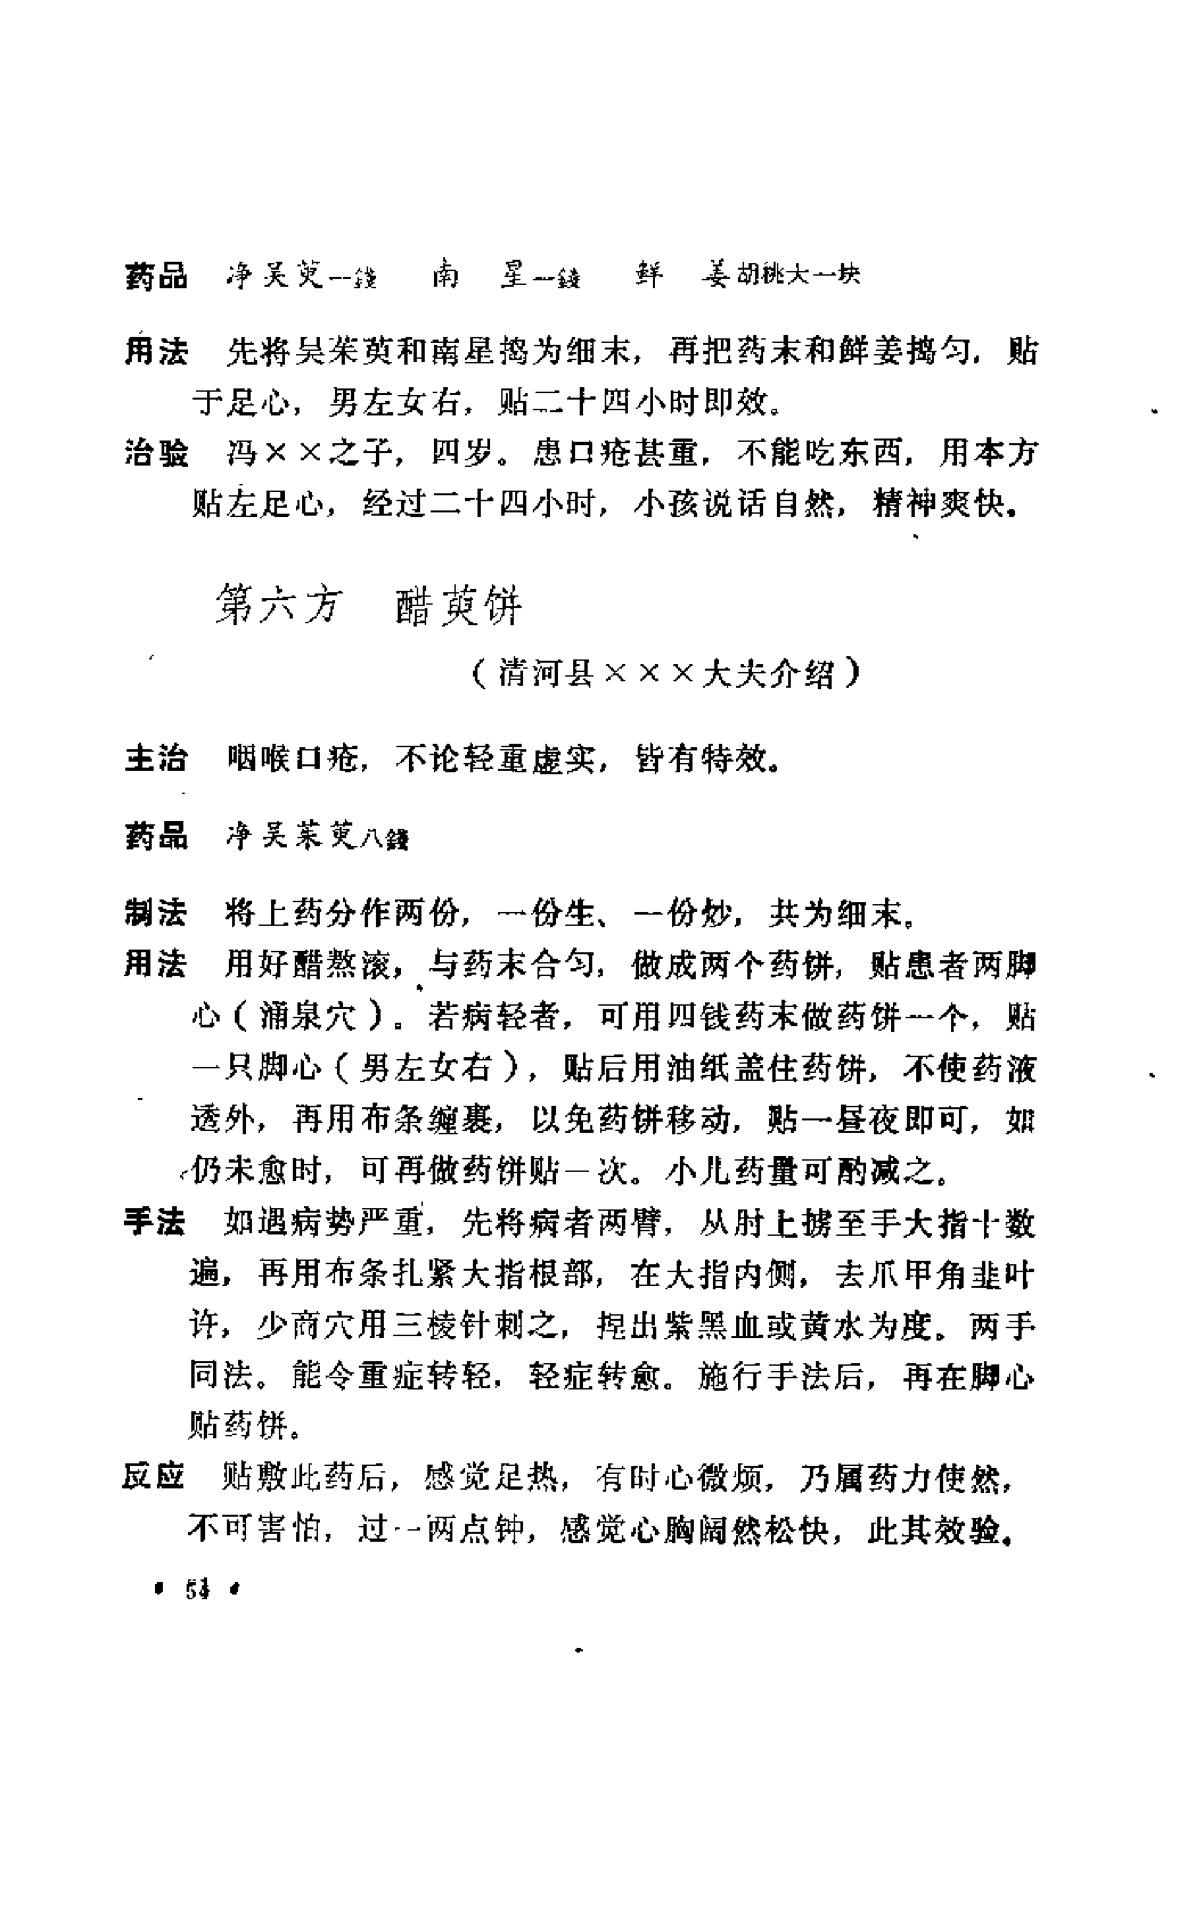 药品 净吴萸一錢 南 星一錢 鲜 姜胡桃大一块
用法 先将吴茱萸和南星捣为细末，再把药末和鲜姜捣匀，贴
于足心，男左女右，贴二十四小时即效。
治验 冯××之子，四岁。患口疮甚重，不能吃东西，用本方
贴左足心，经过二十四小时，小孩说话自然，精神爽快。
第六方 醋萸饼
（清河县×××大夫介绍）
主治 咽喉口疮，不论轻重虚实，皆有特效。
药品 净吴茱萸八錢
制法 将上药分作两份，一份生、一份炒，共为细末。
用法 用好醋熬滚，与药末合匀，做成两个药饼，贴患者两脚
心（涌泉穴）。若病轻者，可用四钱药末做药饼一个，贴
一只脚心（男左女右），贴后用油纸盖住药饼，不使药液
透外，再用布条缠裹，以免药饼移动，贴一昼夜即可，如
仍未愈时，可再做药饼贴一次。小儿药量可酌减之。
手法 如遇病势严重，先将病者两臂，从肘上捋至手大指十数
遍，再用布条扎紧大指根部，在大指内侧，去爪甲角韭叶
许，少商穴用三棱针刺之，捏出紫黑血或黄水为度。两手
同法。能令重症转轻，轻症转愈。施行手法后，再在脚心
贴药饼。
反应 贴敷此药后，感觉足热，有时心微烦，乃属药力使然，
不可害怕，过一两点钟，感觉心胸阔然松快，此其效验。